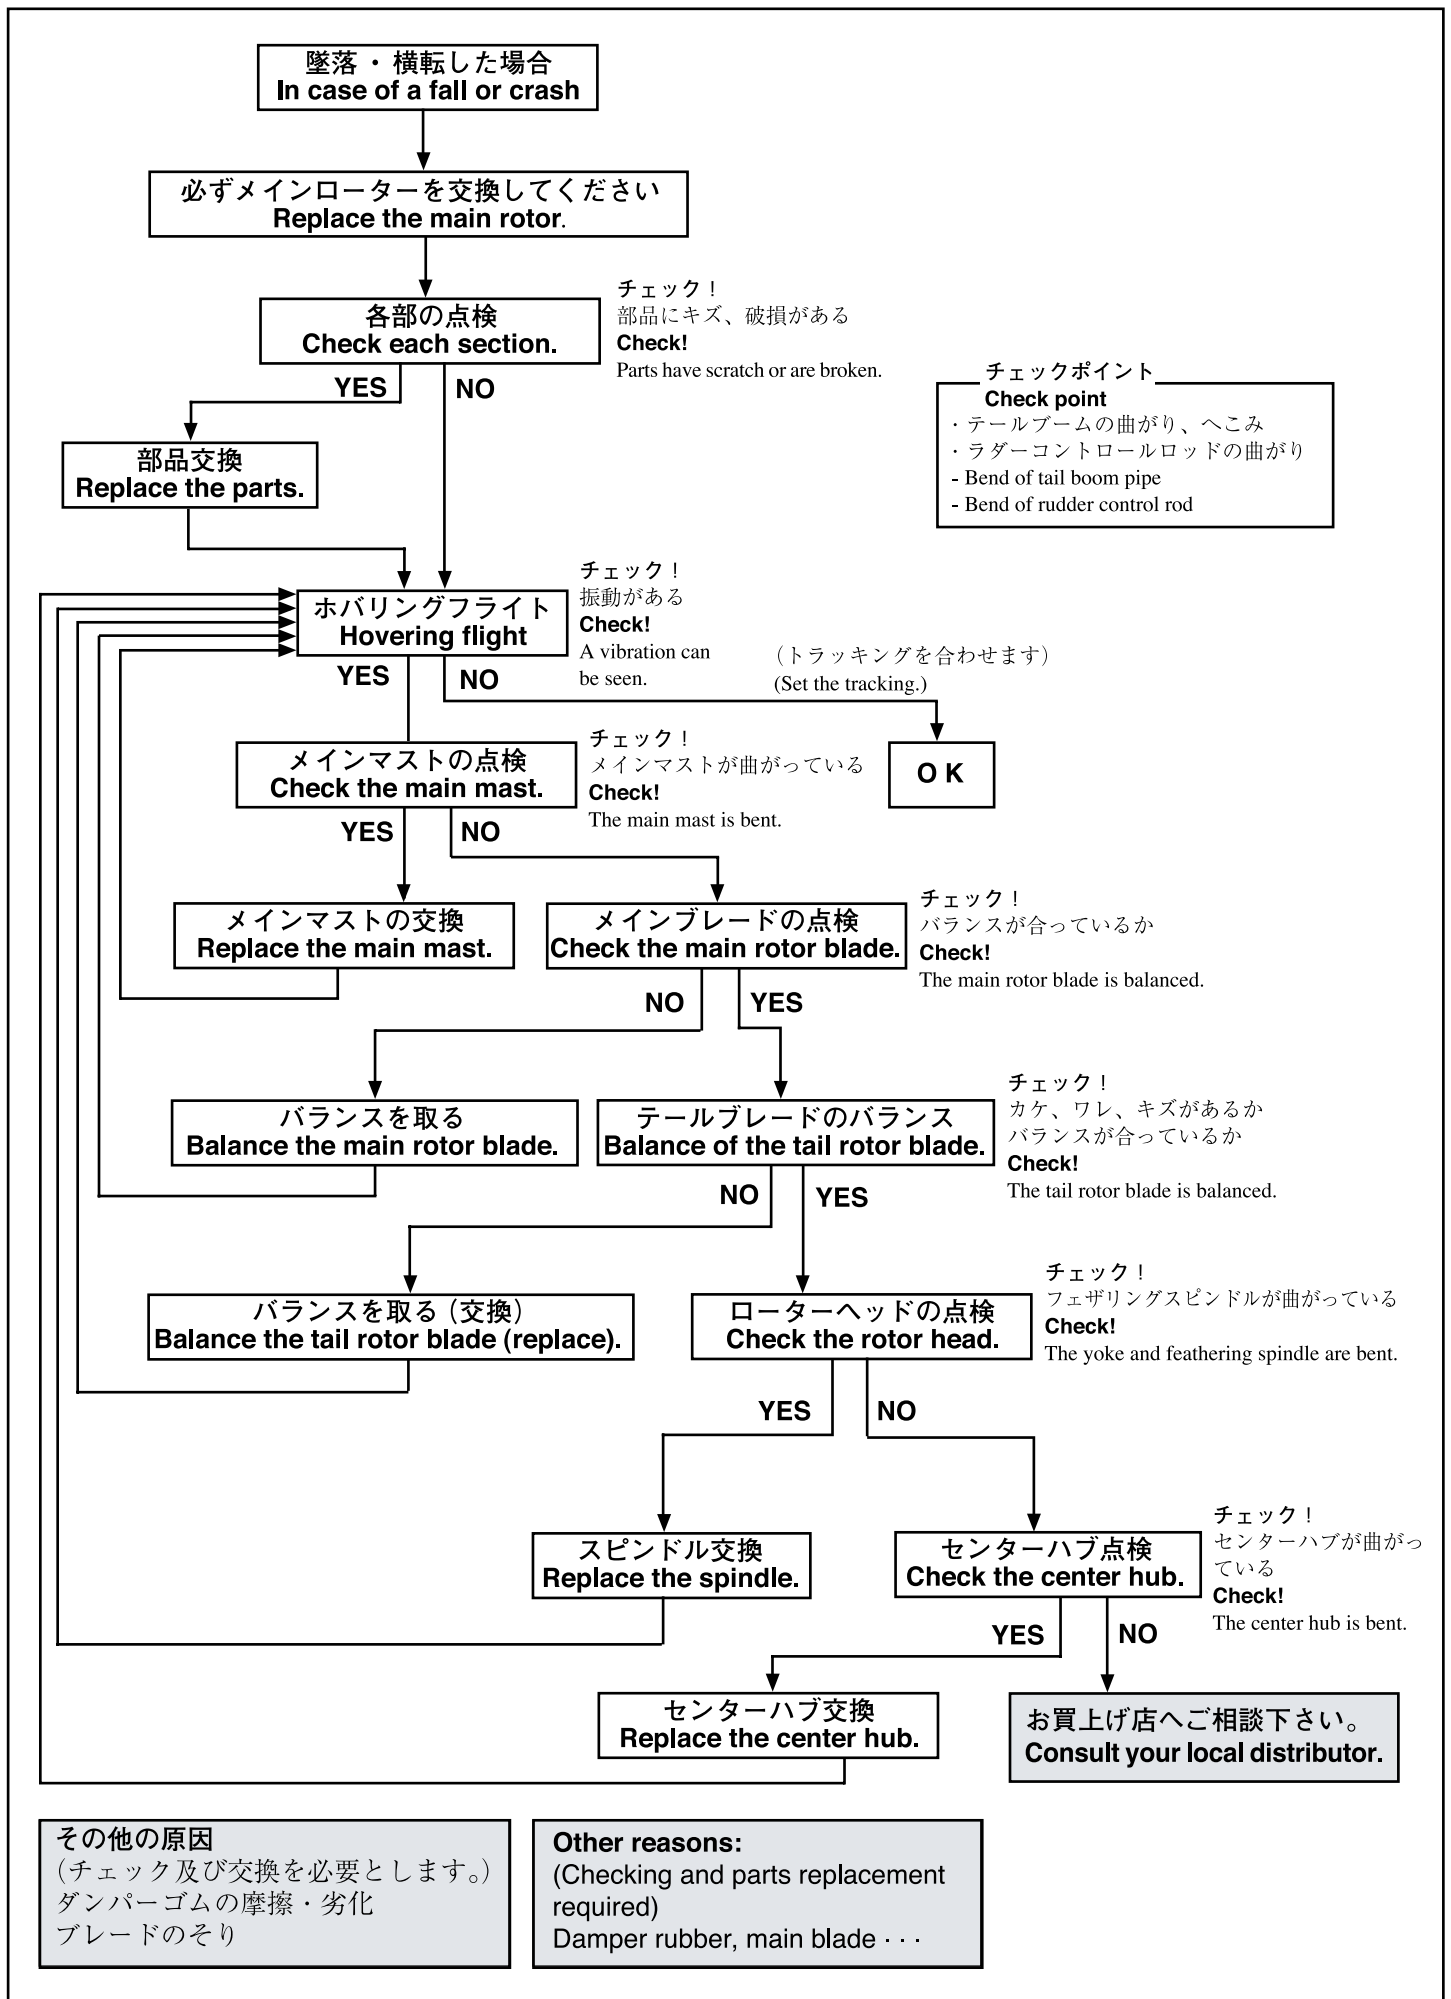 墜落・横転した場合
In case of a fall or crash
必ずメインローターを交換してください
Replace the main rotor.
各部の点検
Check each section.
チェック！
部品にキズ、破損がある
Check!
Parts have scratch or are broken.
YES
NO
チェックポイント
Check point
・テールブームの曲がり、へこみ
・ラダーコントロールロッドの曲がり
- Bend of tail boom pipe
- Bend of rudder control rod
部品交換
Replace the parts.
ホバリングフライト
Hovering flight
チェック！
振動がある
Check!
A vibration can
be seen.
YES
NO
（トラッキングを合わせます）
(Set the tracking.)
メインマストの点検
Check the main mast.
チェック！
メインマストが曲がっている
Check!
The main mast is bent.
O K
YES
NO
メインマストの交換
Replace the main mast.
メインブレードの点検
Check the main rotor blade.
チェック！
バランスが合っているか
Check!
The main rotor blade is balanced.
NO
YES
バランスを取る
Balance the main rotor blade.
テールブレードのバランス
Balance of the tail rotor blade.
チェック！
カケ、ワレ、キズがあるか
バランスが合っているか
Check!
The tail rotor blade is balanced.
NO
YES
バランスを取る（交換）
Balance the tail rotor blade (replace).
ローターヘッドの点検
Check the rotor head.
チェック！
フェザリングスピンドルが曲がっている
Check!
The yoke and feathering spindle are bent.
YES
NO
スピンドル交換
Replace the spindle.
センターハブ点検
Check the center hub.
チェック！
センターハブが曲がっ
ている
Check!
The center hub is bent.
YES
NO
センターハブ交換
Replace the center hub.
お買上げ店へご相談下さい。
Consult your local distributor.
その他の原因
（チェック及び交換を必要とします。）
ダンパーゴムの摩擦・劣化
ブレードのそり
Other reasons:
(Checking and parts replacement
required)
Damper rubber, main blade · · ·